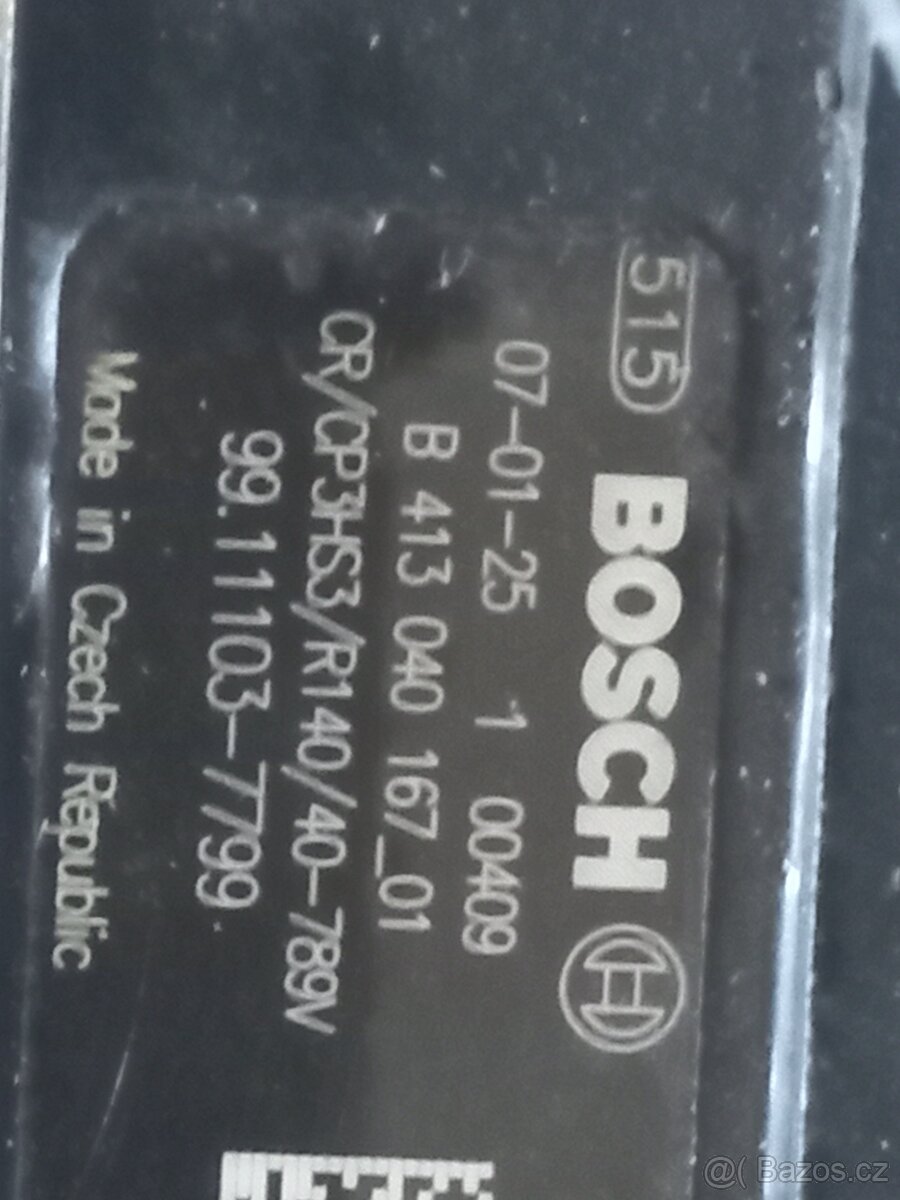 515 BOSCH
07-01-25 1 00409
B 413 040 167_01
CR/CP3HS3/R140/40-789V
99.11103-7799
Made in Czech Republic
@( Bazos.cz